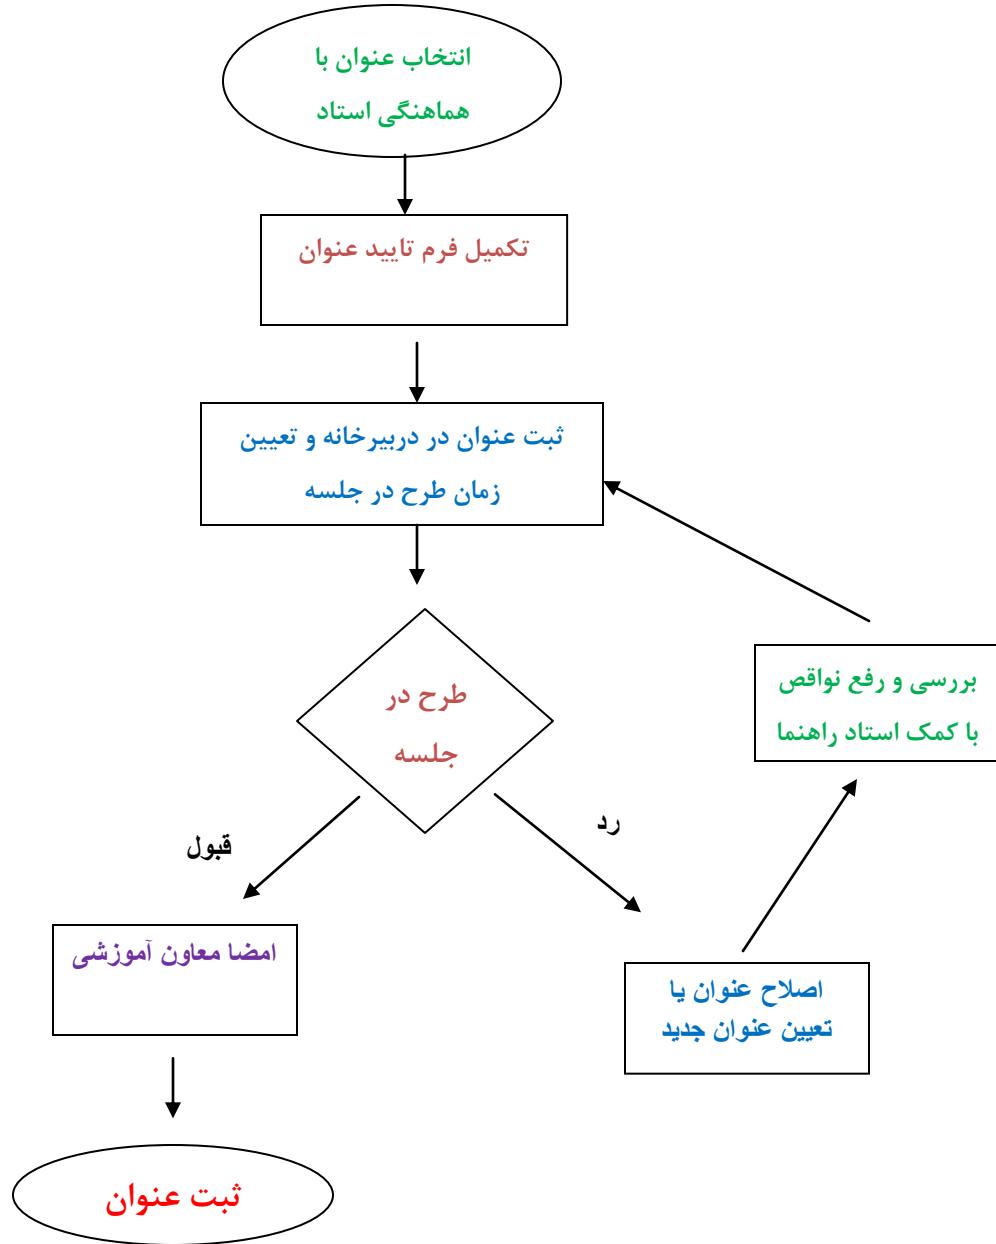 انتخاب عنوان با
هماهنگی استاد
تکمیل فرم تایید عنوان
ثبت عنوان در دربیرخانه و تعیین
زمان طرح در جلسه
طرح در
جلسه
بررسی و رفع نواقص
با کمک استاد راهنما
رد
قبول
امضا معاون آموزشی
اصلاح عنوان یا
تعیین عنوان جدید
ثبت عنوان